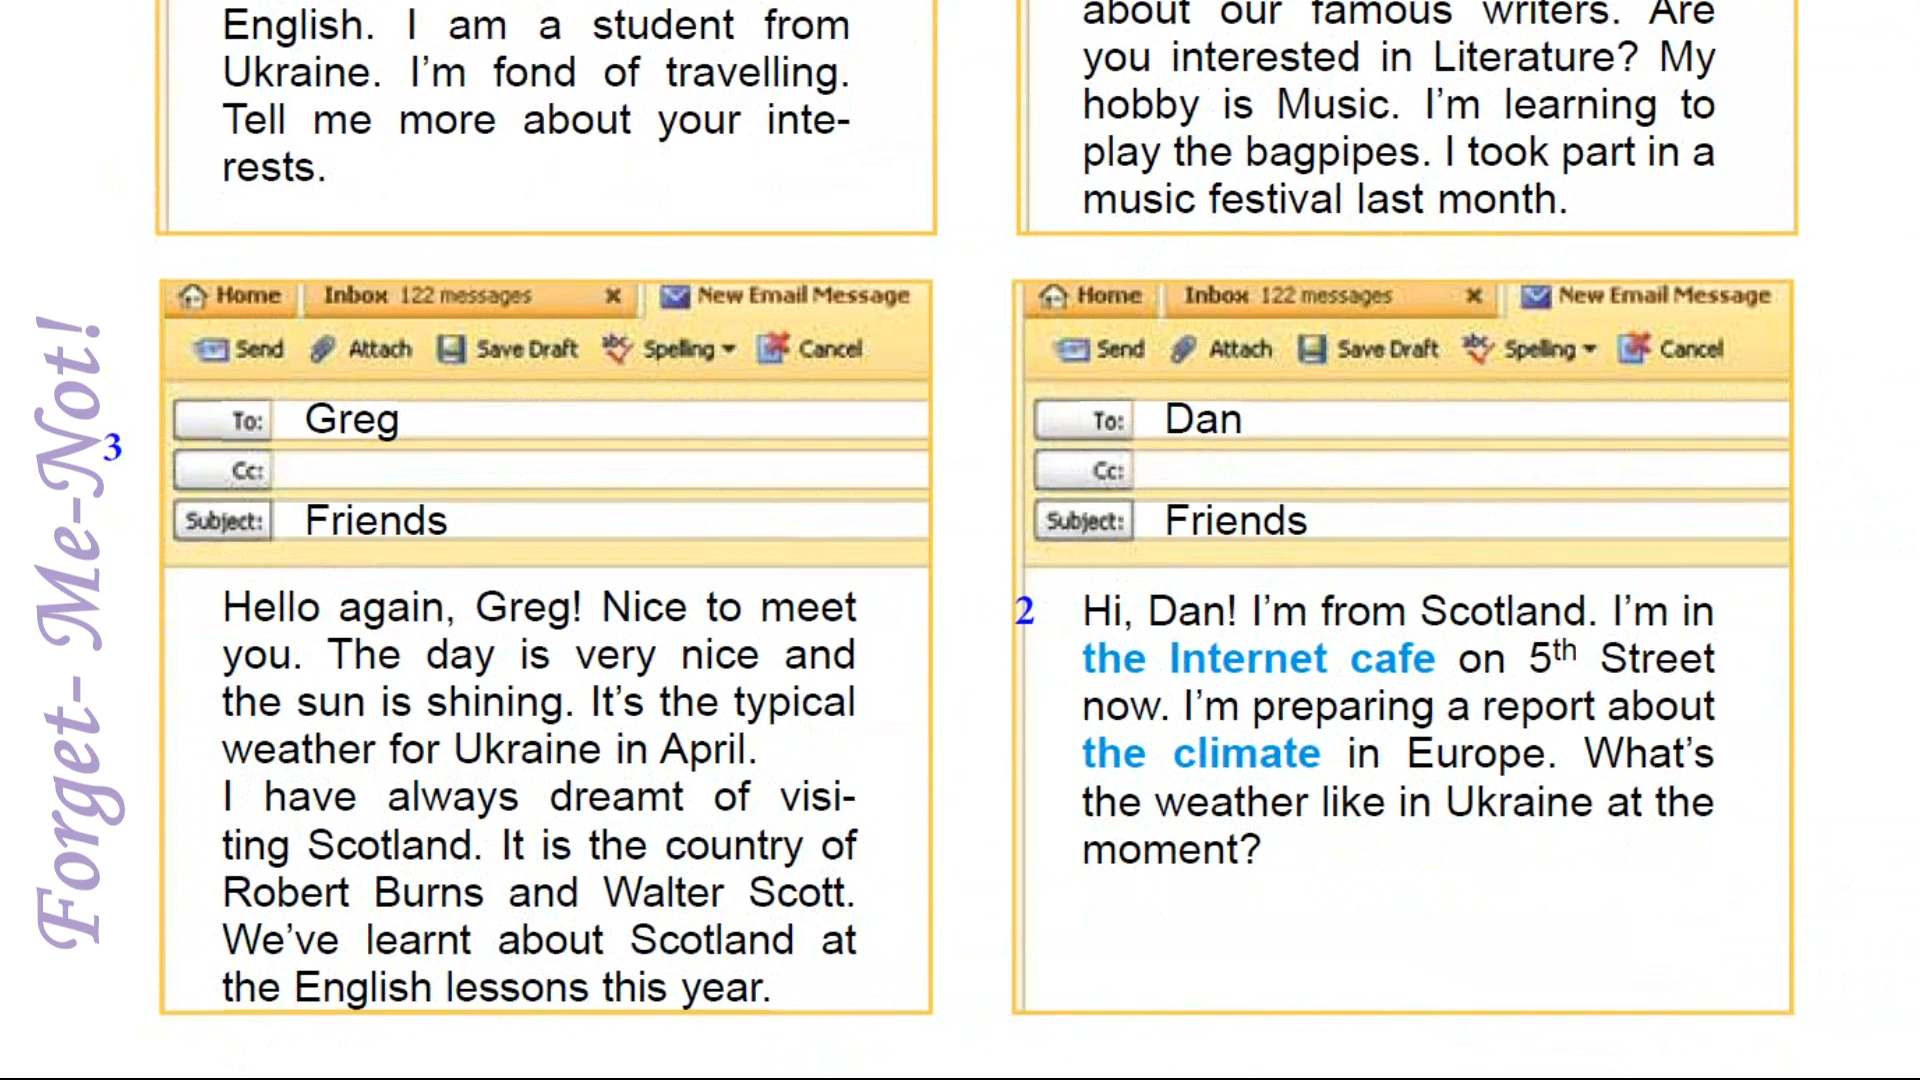 English. I am a student from
Ukraine. I’m fond of travelling.
Tell me more about your inte-
rests.
about our famous writers. Are
you interested in Literature? My
hobby is Music. I’m learning to
play the bagpipes. I took part in a
music festival last month.
Forget- Me-Not!
3
Home Inbox 122 messages x New Email Message
Send Attach Save Draft abc Spelling Cancel
To: Greg
Cc:
Subject: Friends
Hello again, Greg! Nice to meet
you. The day is very nice and
the sun is shining. It’s the typical
weather for Ukraine in April.
I have always dreamt of visi-
ting Scotland. It is the country of
Robert Burns and Walter Scott.
We’ve learnt about Scotland at
the English lessons this year.
Home Inbox 122 messages x New Email Message
Send Attach Save Draft abc Spelling Cancel
To: Dan
Cc:
Subject: Friends
2
Hi, Dan! I’m from Scotland. I’m in
the Internet cafe on 5th Street
now. I’m preparing a report about
the climate in Europe. What’s
the weather like in Ukraine at the
moment?